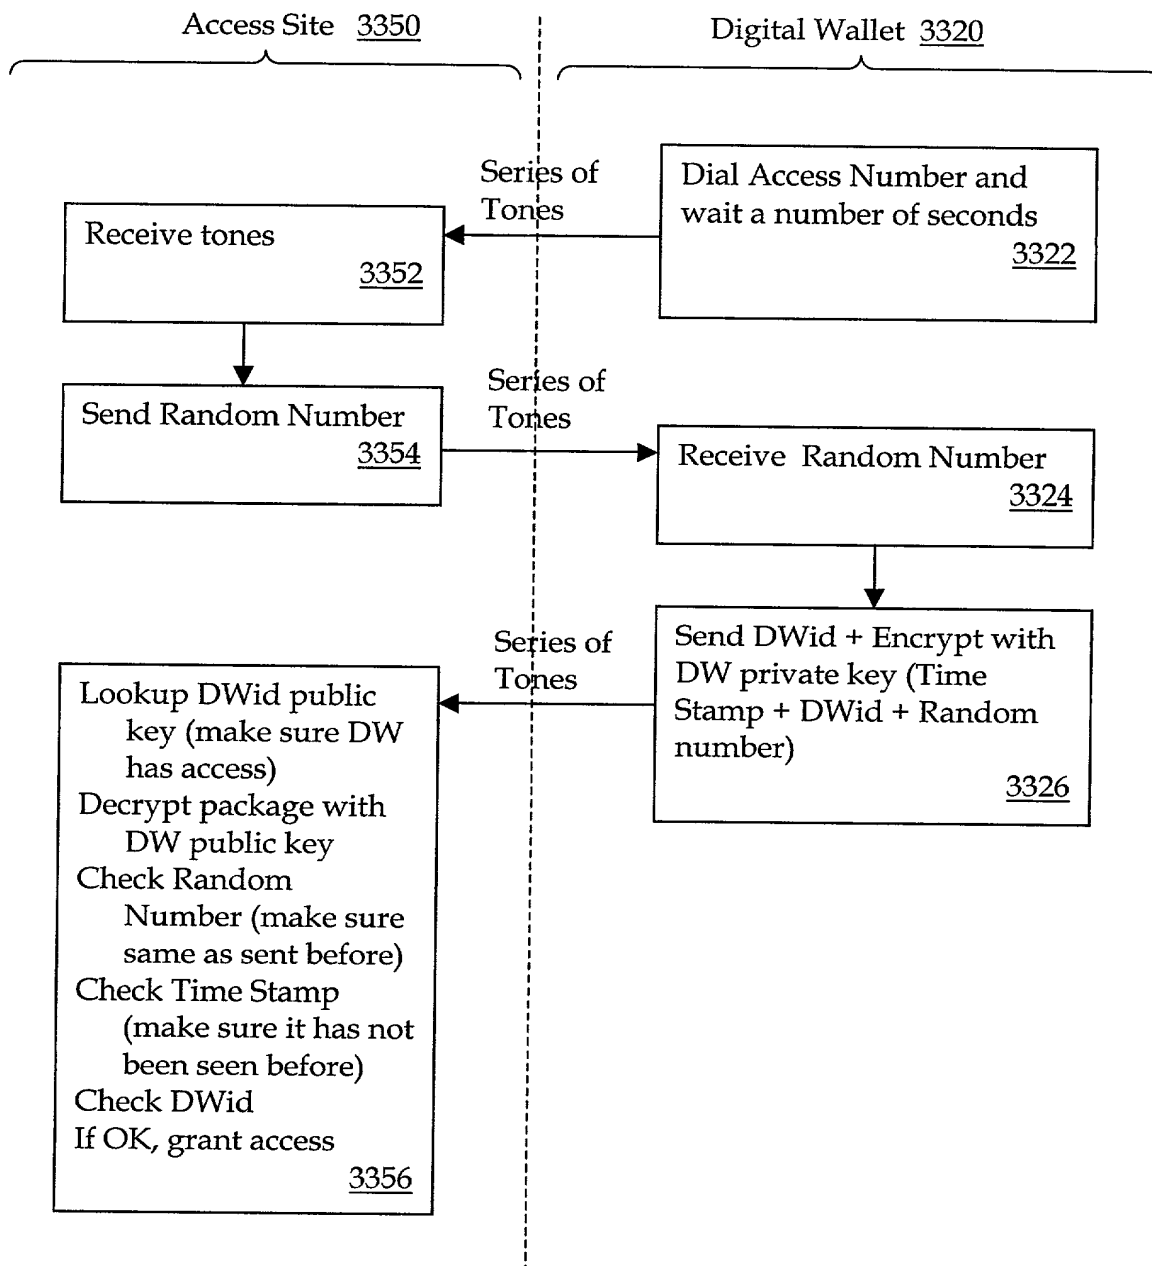 Access Site 3350
Digital Wallet 3320
Series of
Tones
Dial Access Number and
wait a number of seconds
3322
Receive tones
3352
Series of
Tones
Send Random Number
3354
Receive Random Number
3324
Series of
Tones
Send DWid + Encrypt with
DW private key (Time
Stamp + DWid + Random
number)
3326
Lookup DWid public
key (make sure DW
has access)
Decrypt package with
DW public key
Check Random
Number (make sure
same as sent before)
Check Time Stamp
(make sure it has not
been seen before)
Check DWid
If OK, grant access
3356